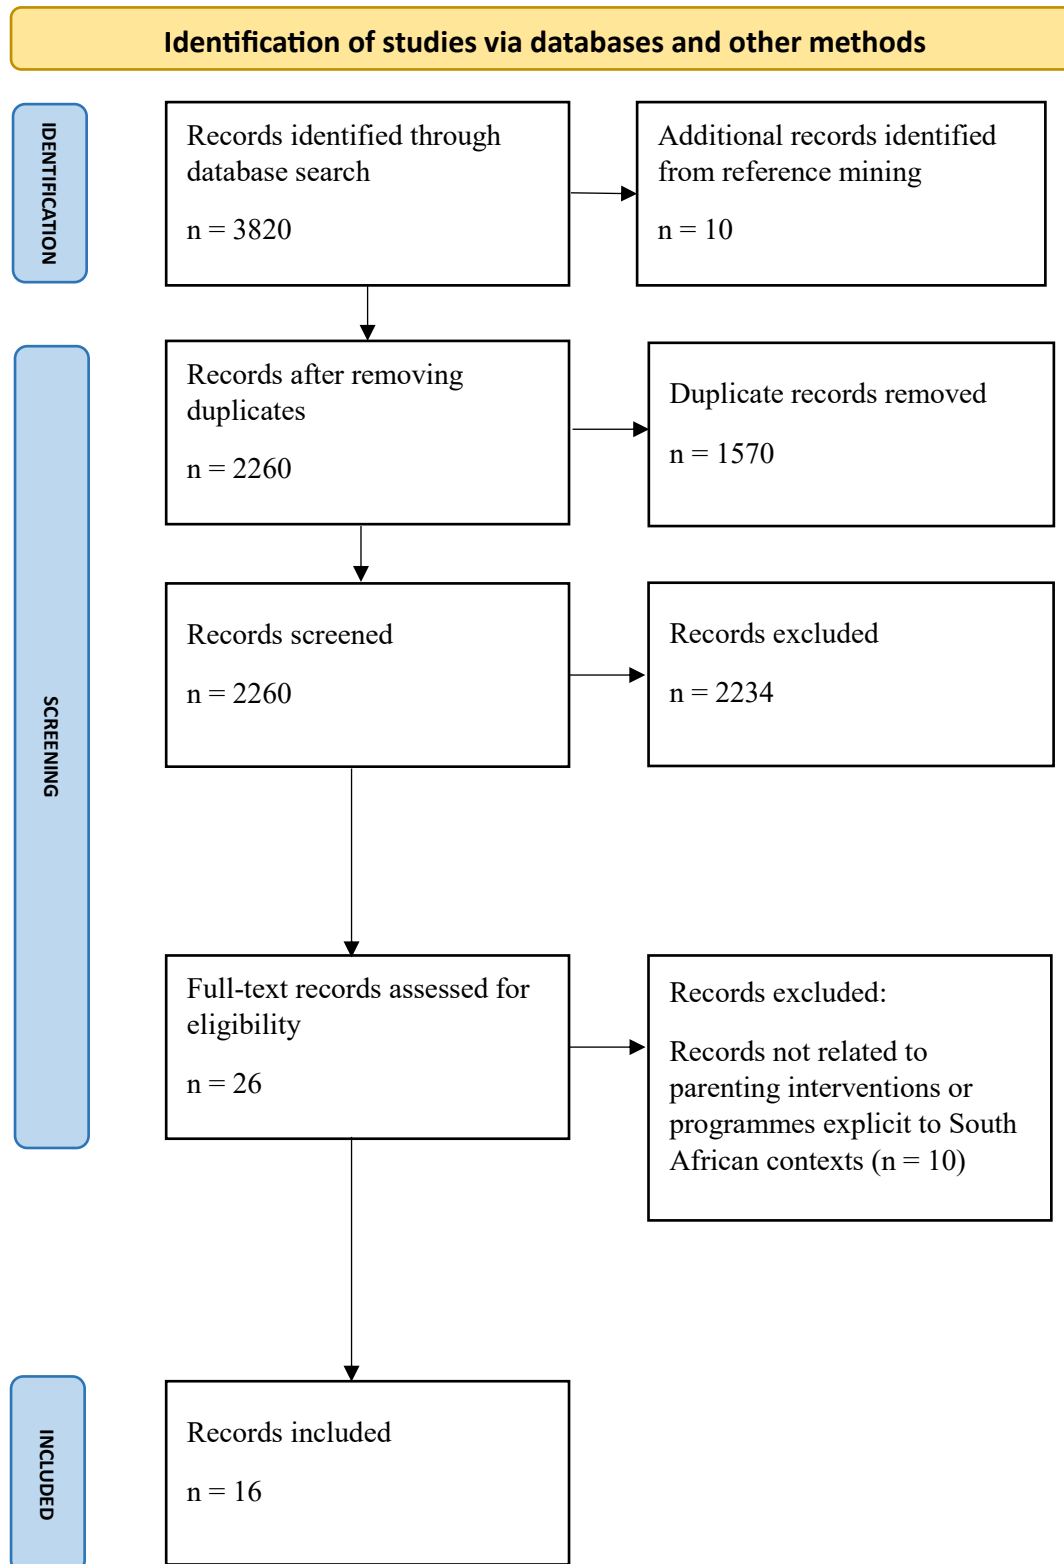 Identification of studies via databases and other methods
IDENTIFICATION
Records identified through
database search
n = 3820
Additional records identified
from reference mining
n = 10
SCREENING
Records after removing
duplicates
n = 2260
Duplicate records removed
n = 1570
Records screened
n = 2260
Records excluded
n = 2234
Full-text records assessed for
eligibility
n = 26
Records excluded:
Records not related to
parenting interventions or
programmes explicit to South
African contexts (n = 10)
INCLUDED
Records included
n = 16